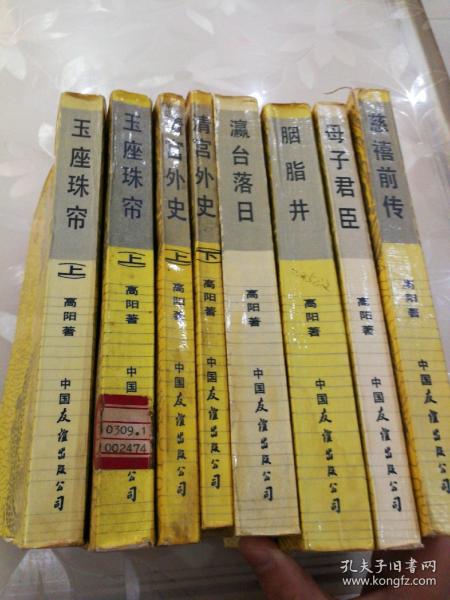 玉座珠帘
(上)
高阳著
中国友谊出版公司
玉座珠帘
(上)
高阳著
中国
0309.1
002474
出版公司
清宫外史
(上)
高阳著
中国友谊出版公司
清宫外史
(下)
高阳著
中国友谊出版公司
瀛台落日
高阳著
中国友谊出版公司
胭脂井
高阳著
中国友谊出版公司
母子君臣
高阳著
中国友谊出版公司
慈禧前传
高阳著
中国友谊出版公司
孔夫子旧书网
www.kongfz.com